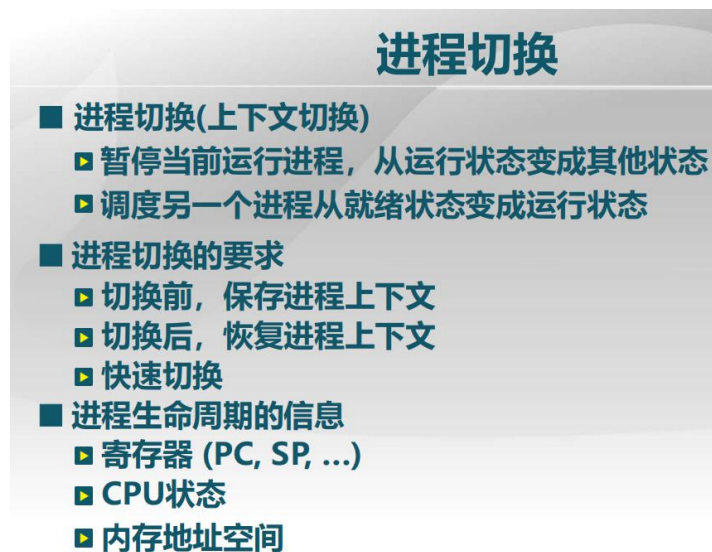 进程切换
进程切换(上下文切换)
暂停当前运行进程，从运行状态变成其他状态
调度另一个进程从就绪状态变成运行状态
进程切换的要求
切换前，保存进程上下文
切换后，恢复进程上下文
快速切换
进程生命周期的信息
寄存器 (PC, SP, …)
CPU状态
内存地址空间